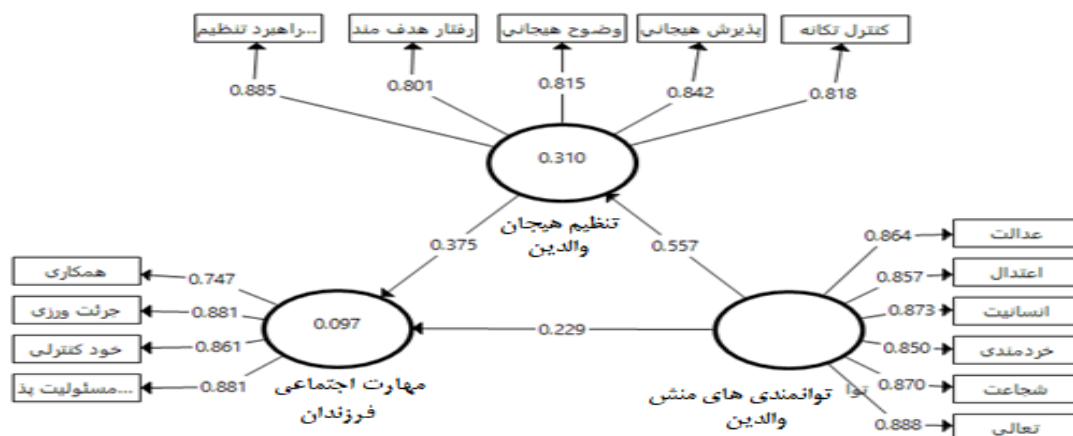 راهبرد تنظیم...
رفتار هدف مند
وضوح هیجاني
پذیرش هیجاني
کنترل تکانه
0.885
0.801
0.815
0.842
0.818
0.310
تنظیم هیجان
والدین
0.375
0.557
همکاری
جرئت ورزی
خود کنترلی
مسئولیت پذ...
0.747
0.881
0.861
0.881
0.097
مهارت اجتماعی
فرزندان
0.229
توانمندی های منش
والدین
توا
0.864
0.857
0.873
0.850
0.870
0.888
عدالت
اعتدال
انسانیت
خردمندی
شجاعت
تعالی